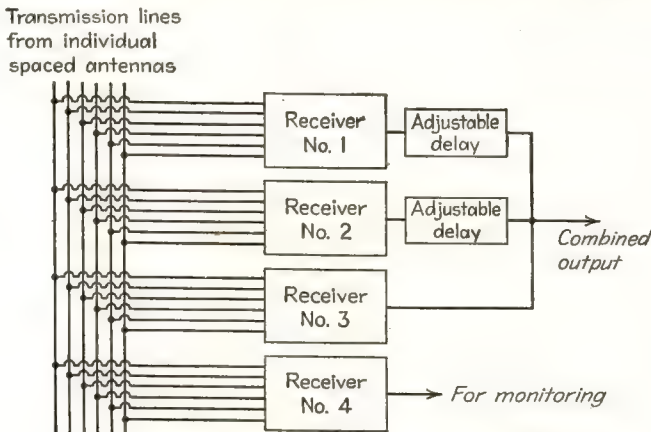 Transmission lines
from individual
spaced antennas
Receiver
No. 1
Adjustable
delay
Receiver
No. 2
Adjustable
delay
Combined
output
Receiver
No. 3
Receiver
No. 4
For monitoring